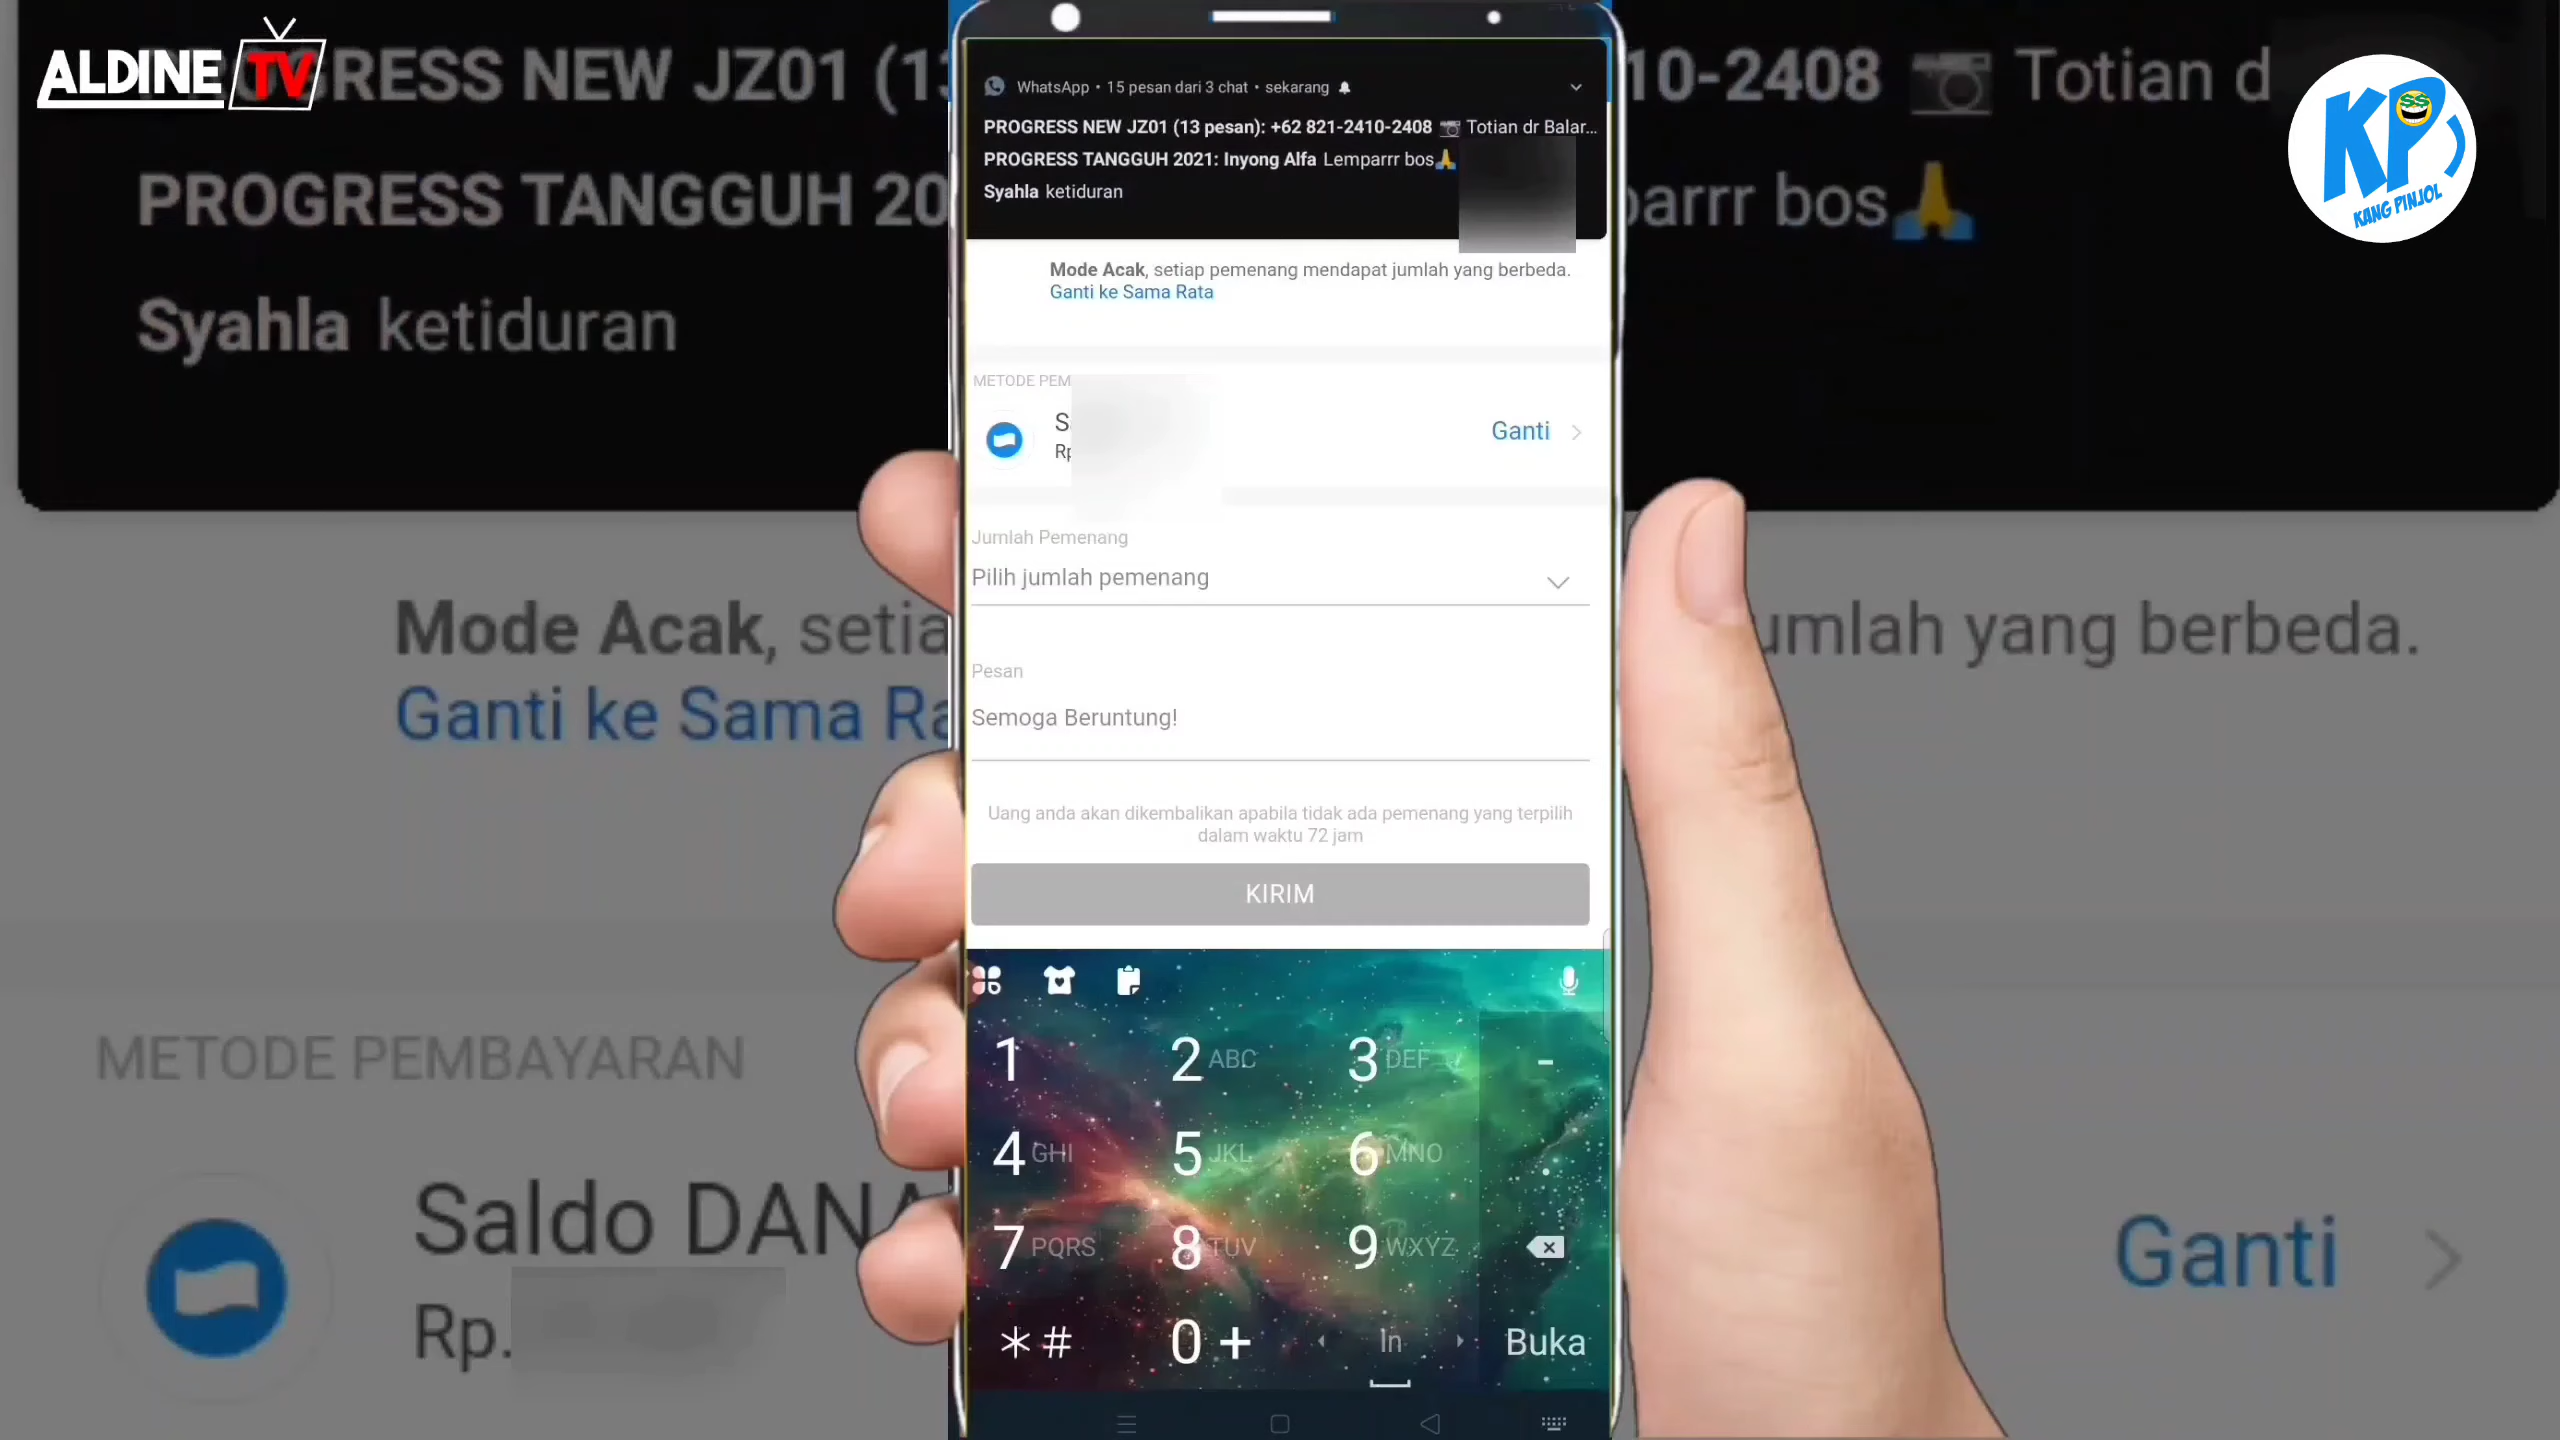 ALDINE TV
KP
KANG PINJOL
GRESS NEW JZ01 (1
10-2408 📷 Totian d
PROGRESS TANGGUH 20
parrr bos🙏
Syahla ketiduran
Mode Acak, setia
umlah yang berbeda.
Ganti ke Sama Ra
METODE PEMBAYARAN
Saldo DANA
Rp.
Ganti
WhatsApp • 15 pesan dari 3 chat • sekarang
PROGRESS NEW JZ01 (13 pesan): +62 821-2410-2408 📷 Totian dr Balar...
PROGRESS TANGGUH 2021: Inyong Alfa Lemparrr bos🙏
Syahla ketiduran
Mode Acak, setiap pemenang mendapat jumlah yang berbeda.
Ganti ke Sama Rata
METODE PEM
S
Rp
Ganti
Jumlah Pemenang
Pilih jumlah pemenang
Pesan
Semoga Beruntung!
Uang anda akan dikembalikan apabila tidak ada pemenang yang terpilih
dalam waktu 72 jam
KIRIM
1 2 ABC 3 DEF -
4 GHI 5 JKL 6 MNO .
7 PQRS 8 TUV 9 WXYZ
*# 0+ In Buka